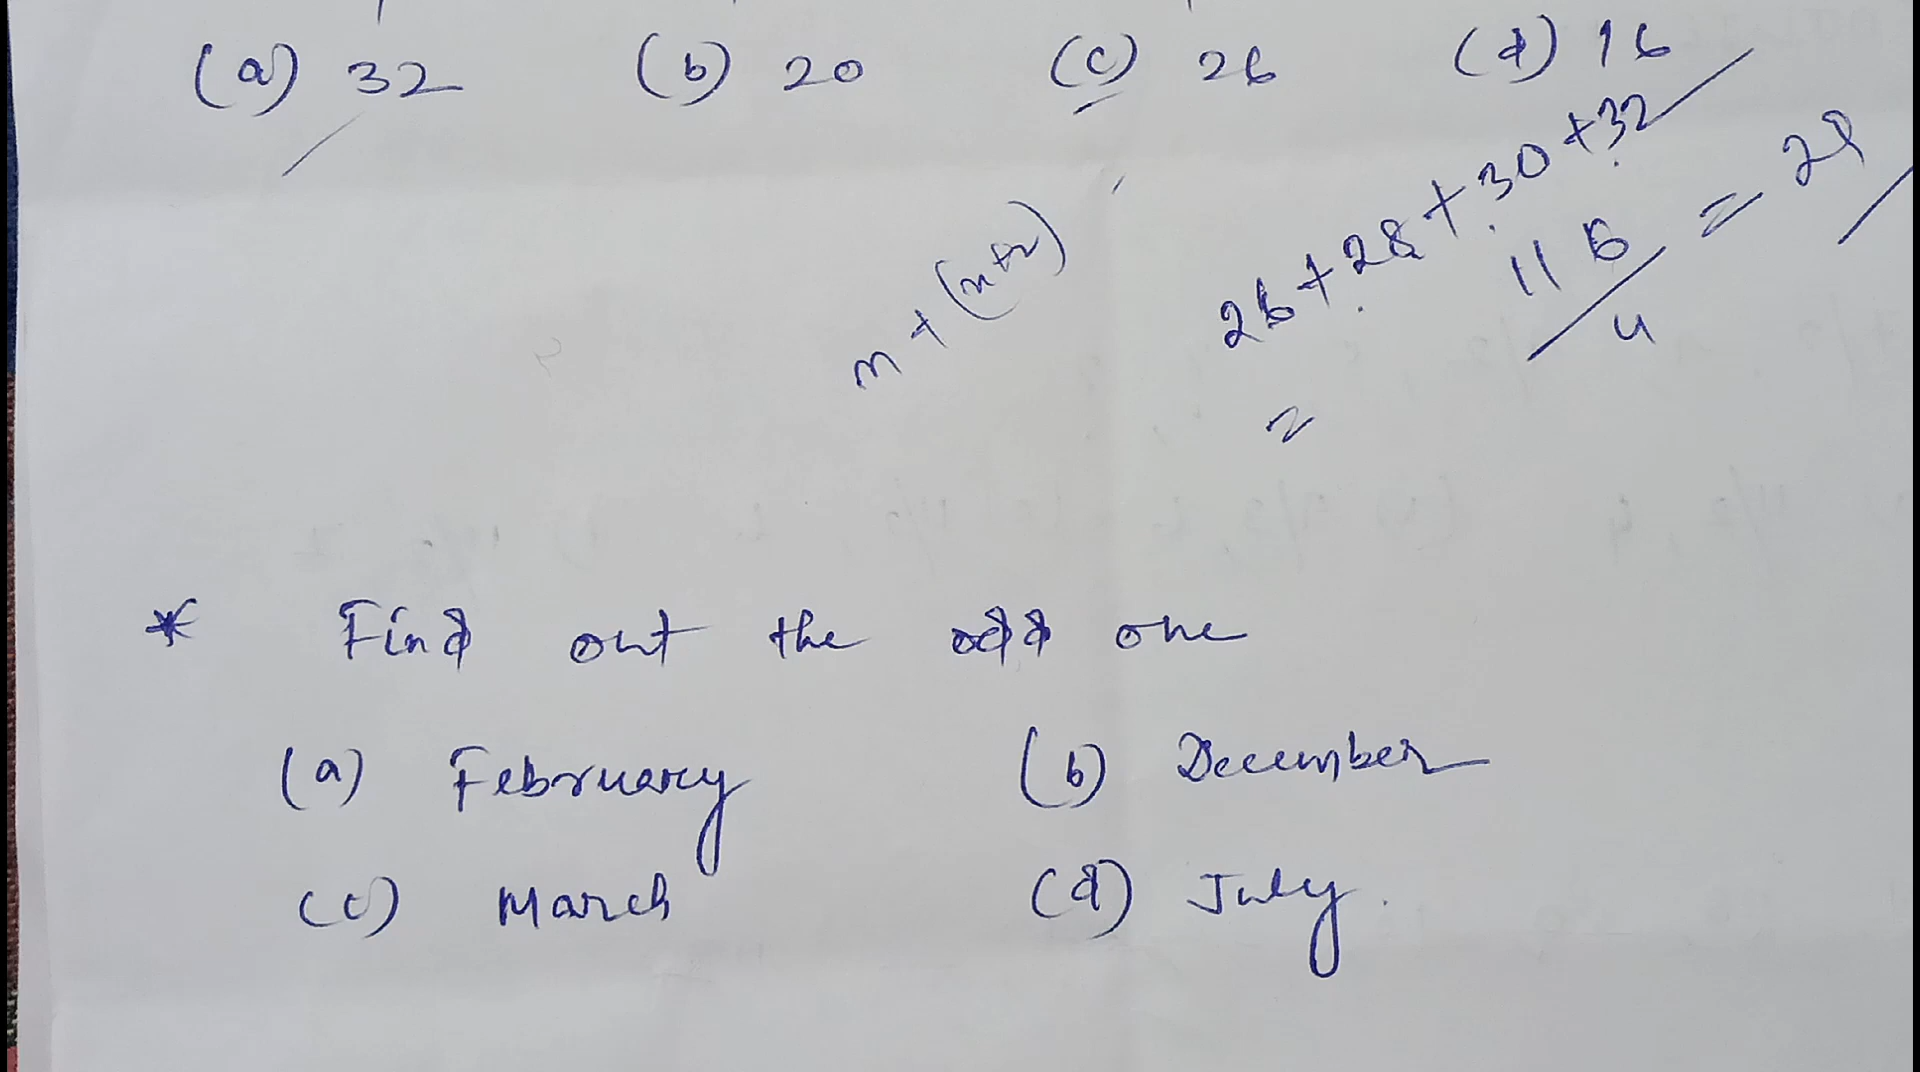 (a) 32 (b) 20 (c) 26 (d) 16
n + (n+2)
26 + 28 + 30 + 32
116/4 = 29
=
* Find out the odd one
(a) February (b) December
(c) March (d) July.